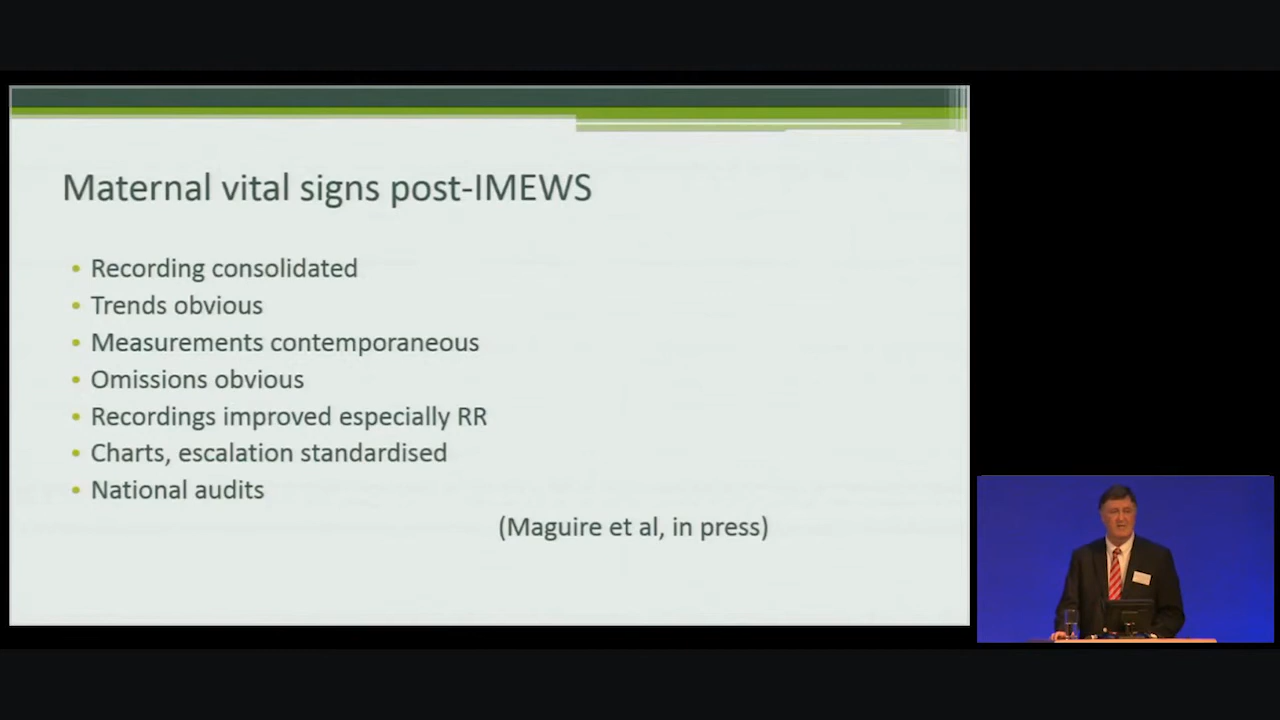 Maternal vital signs post-IMEWS
• Recording consolidated
• Trends obvious
• Measurements contemporaneous
• Omissions obvious
• Recordings improved especially RR
• Charts, escalation standardised
• National audits
(Maguire et al, in press)